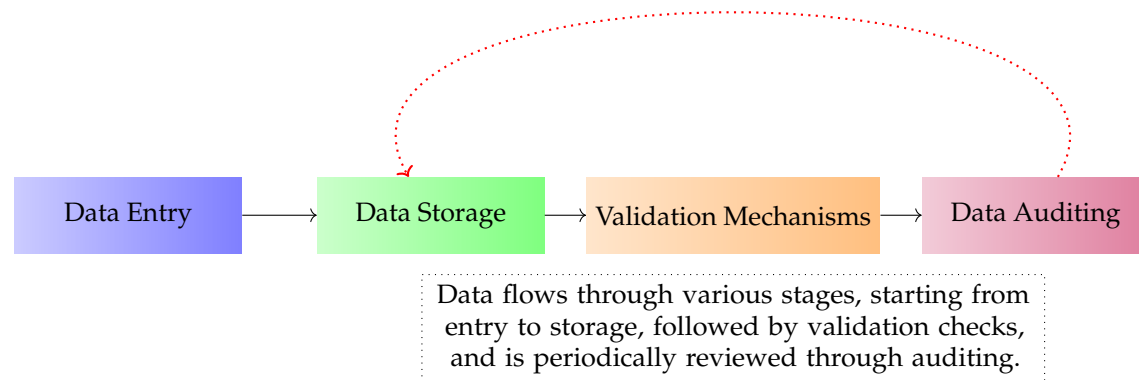 Data Entry
Data Storage
Validation Mechanisms
Data Auditing
Data flows through various stages, starting from
entry to storage, followed by validation checks,
and is periodically reviewed through auditing.